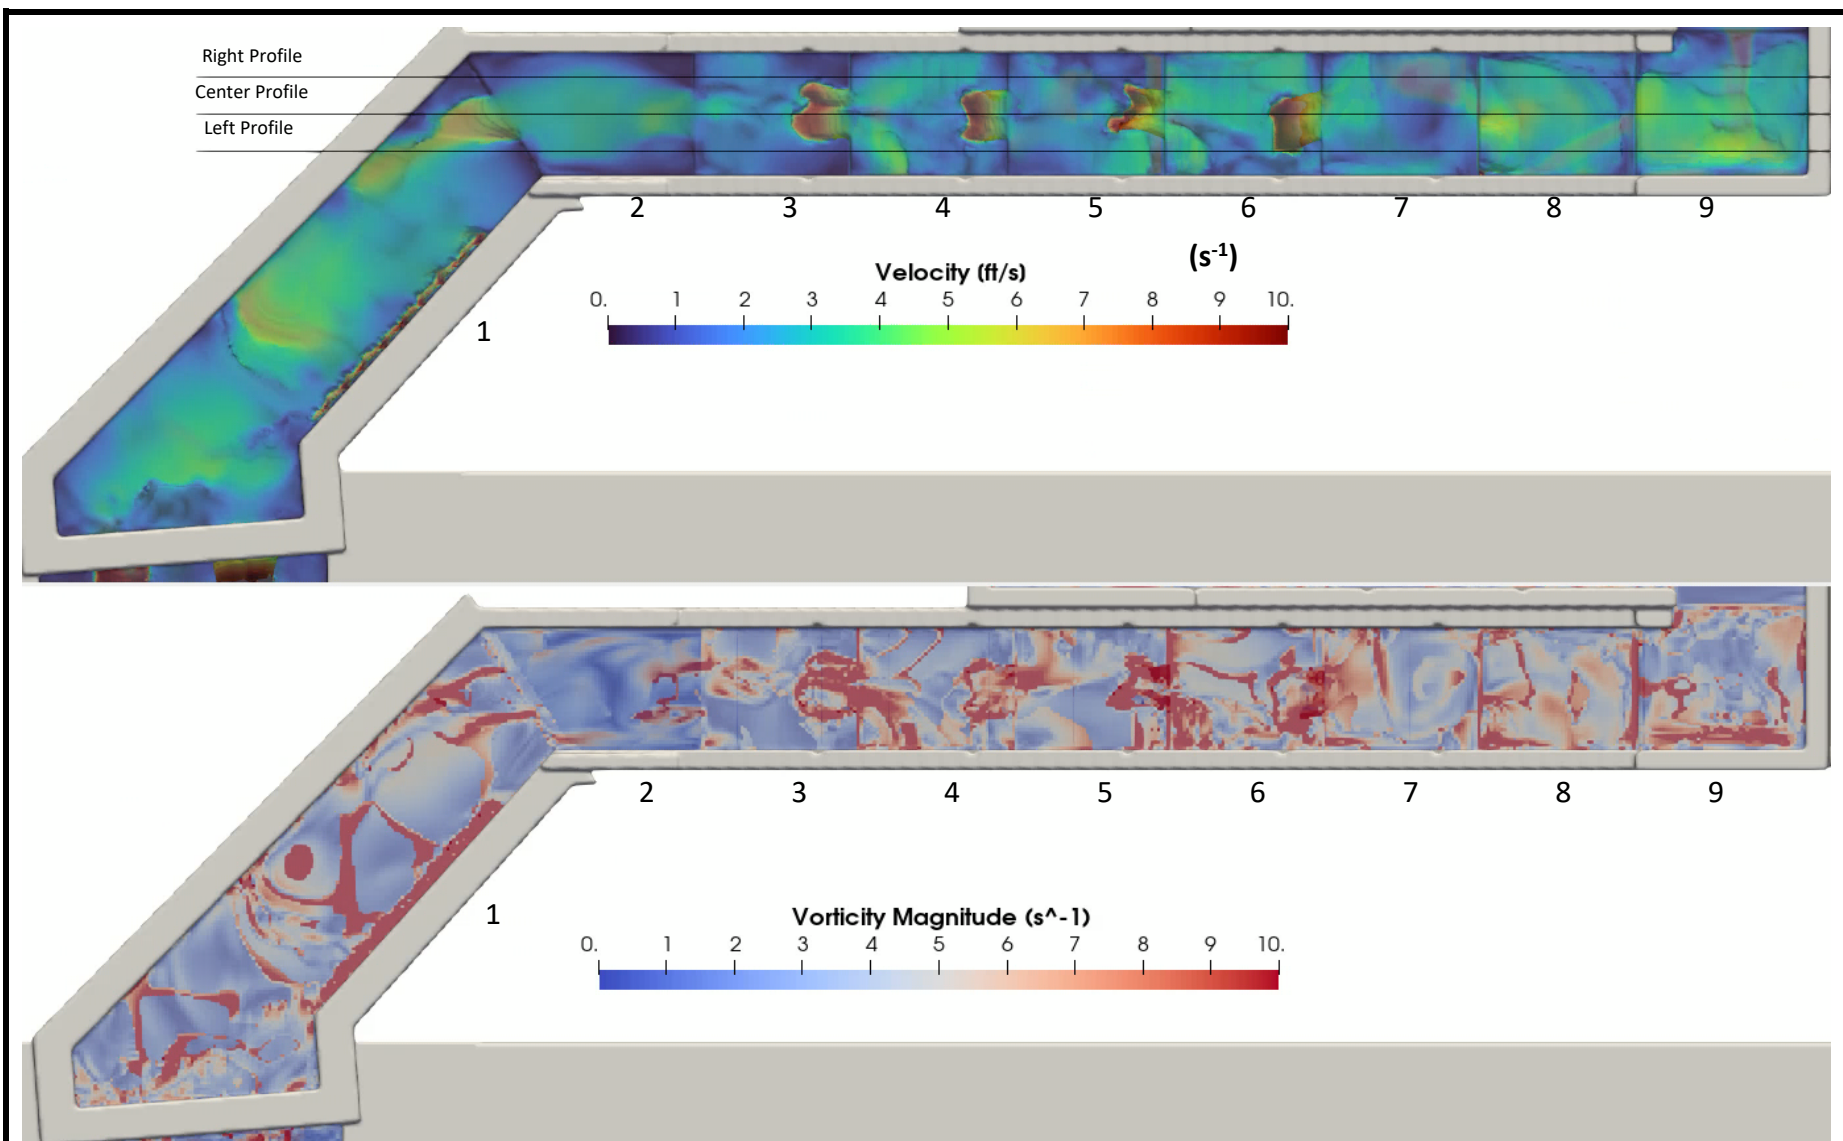 Right Profile
Center Profile
Left Profile
2 3 4 5 6 7 8 9
(s-1)
Velocity (ft/s)
0. 1 2 3 4 5 6 7 8 9 10.
1
2 3 4 5 6 7 8 9
1
Vorticity Magnitude (s^-1)
0. 1 2 3 4 5 6 7 8 9 10.